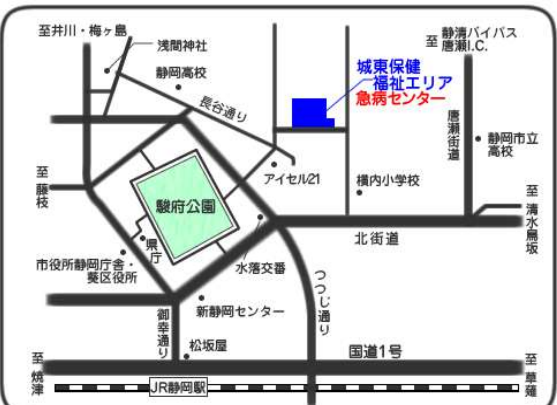 至井川・梅ヶ島
浅間神社
静岡高校
長谷通り
至
静清バイパス
唐瀬I.C.
城東保健
福祉エリア
急病センター
唐瀬街道
静岡市立
高校
至藤枝
アイセル21
横内小学校
至清水鳥坂
駿府公園
県庁
市役所静岡庁舎・
葵区役所
水落交番
北街道
つつじ通り
新静岡センター
御幸通り
松坂屋
国道1号
至焼津
JR静岡駅
至草薙